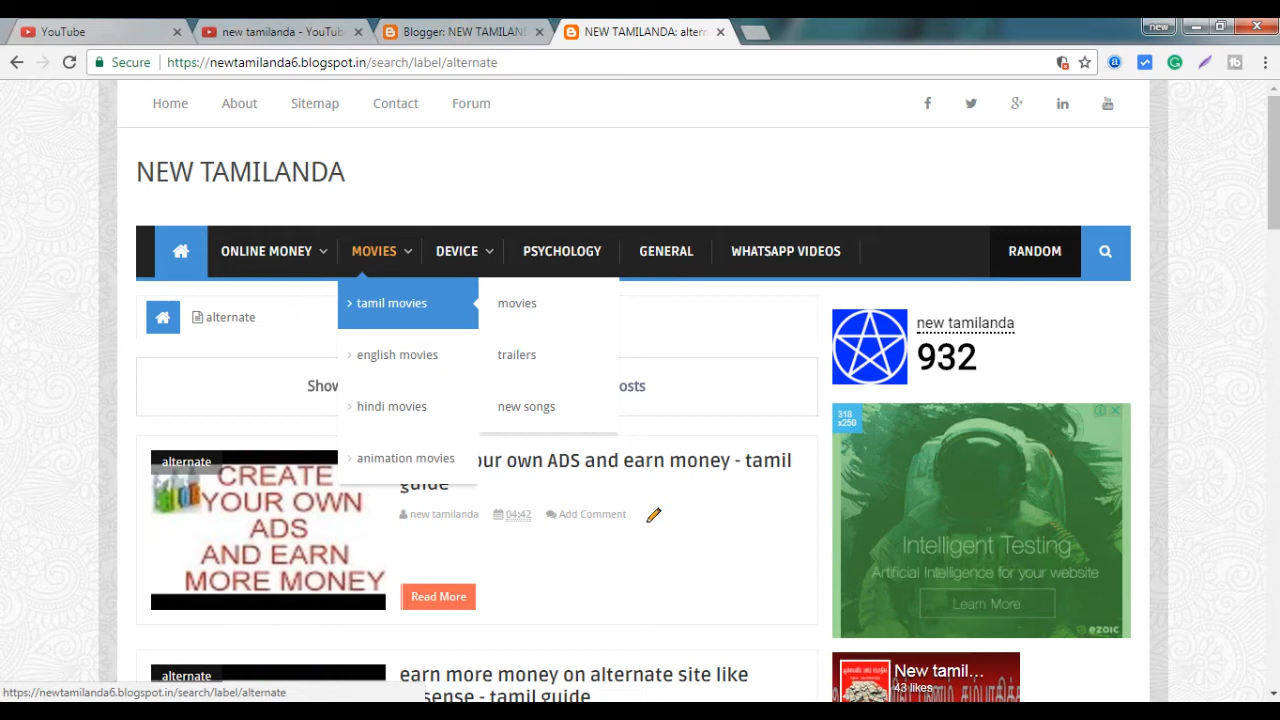 YouTube
new tamilanda - YouTub
Blogger: NEW TAMILAN
NEW TAMILANDA: altern
new
Secure
https://newtamilanda6.blogspot.in/search/label/alternate
Home
About
Sitemap
Contact
Forum
NEW TAMILANDA
ONLINE MONEY
MOVIES
DEVICE
PSYCHOLOGY
GENERAL
WHATSAPP VIDEOS
RANDOM
tamil movies
english movies
hindi movies
animation movies
movies
trailers
new songs
alternate
Show
osts
new tamilanda
932
alternate
CREATE
YOUR OWN
ADS
AND EARN
MORE MONEY
ur own ADS and earn money - tamil
guide
new tamilanda
04:42
Add Comment
Read More
318
x250
Intelligent Testing
Artificial Intelligence for your website
Learn More
ezoic
alternate
earn more money on alternate site like
sense - tamil guide
New tamil...
43 likes
https://newtamilanda6.blogspot.in/search/label/alternate